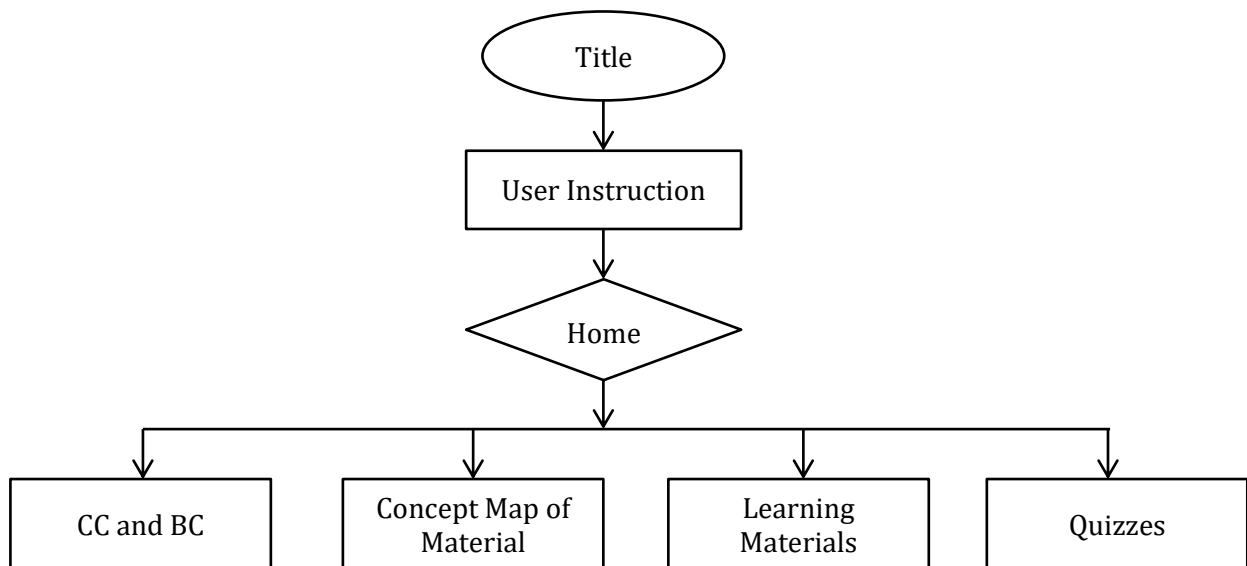 Title
User Instruction
Home
CC and BC
Concept Map of
Material
Learning
Materials
Quizzes